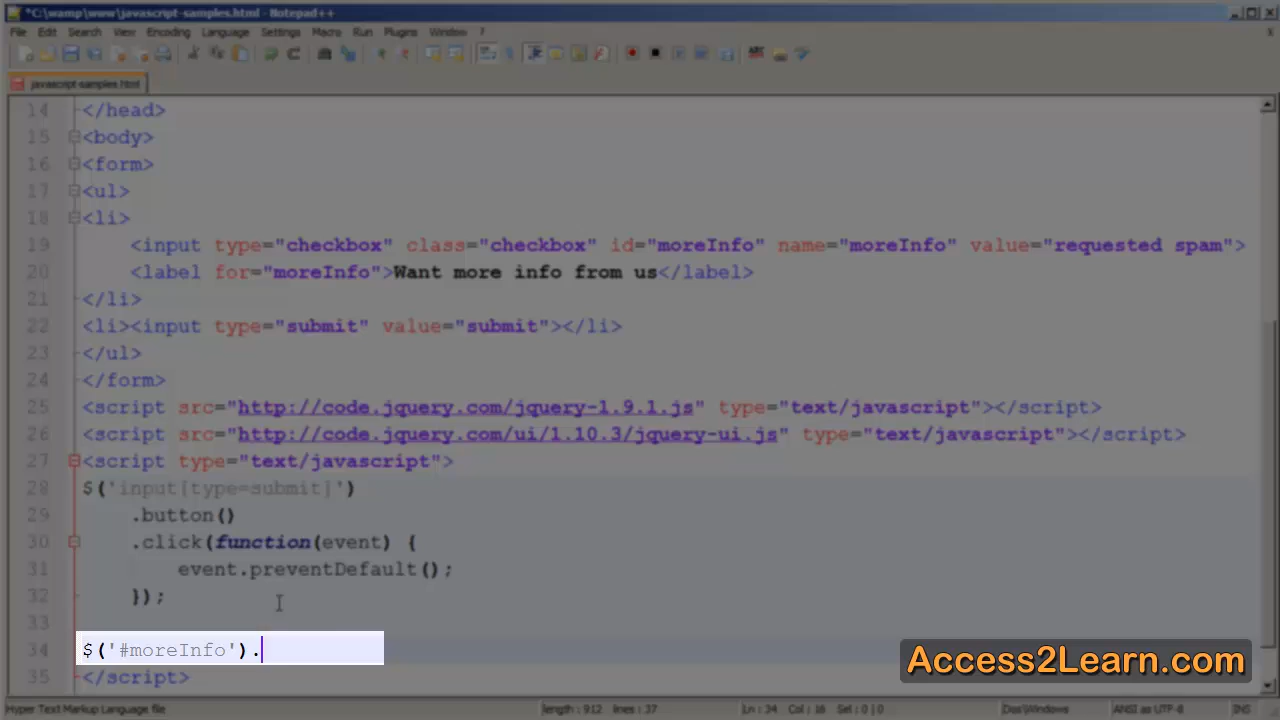 *C:\wamp\www\javascript-samples.html - Notepad++
File Edit Search View Encoding Language Settings Macro Run Plugins Window ?
X
ABC
javascript-samples.html
14 </head>
15 <body>
16 <form>
17 <ul>
18 <li>
19 <input type="checkbox" class="checkbox" id="moreInfo" name="moreInfo" value="requested spam">
20 <label for="moreInfo">Want more info from us</label>
21 </li>
22 <li><input type="submit" value="submit"></li>
23 </ul>
24 </form>
25 <script src="http://code.jquery.com/jquery-1.9.1.js" type="text/javascript"></script>
26 <script src="http://code.jquery.com/ui/1.10.3/jquery-ui.js" type="text/javascript"></script>
27 <script type="text/javascript">
28 $('input[type=submit]')
29 .button()
30 .click(function(event) {
31 event.preventDefault();
32 });
33
34 $('#moreInfo').
35 </script>
Access2Learn.com
Hyper Text Markup Language file length : 912 lines : 37 Ln : 34 Col : 16 Sel : 0 | 0 Dos\Windows ANSI as UTF-8 INS